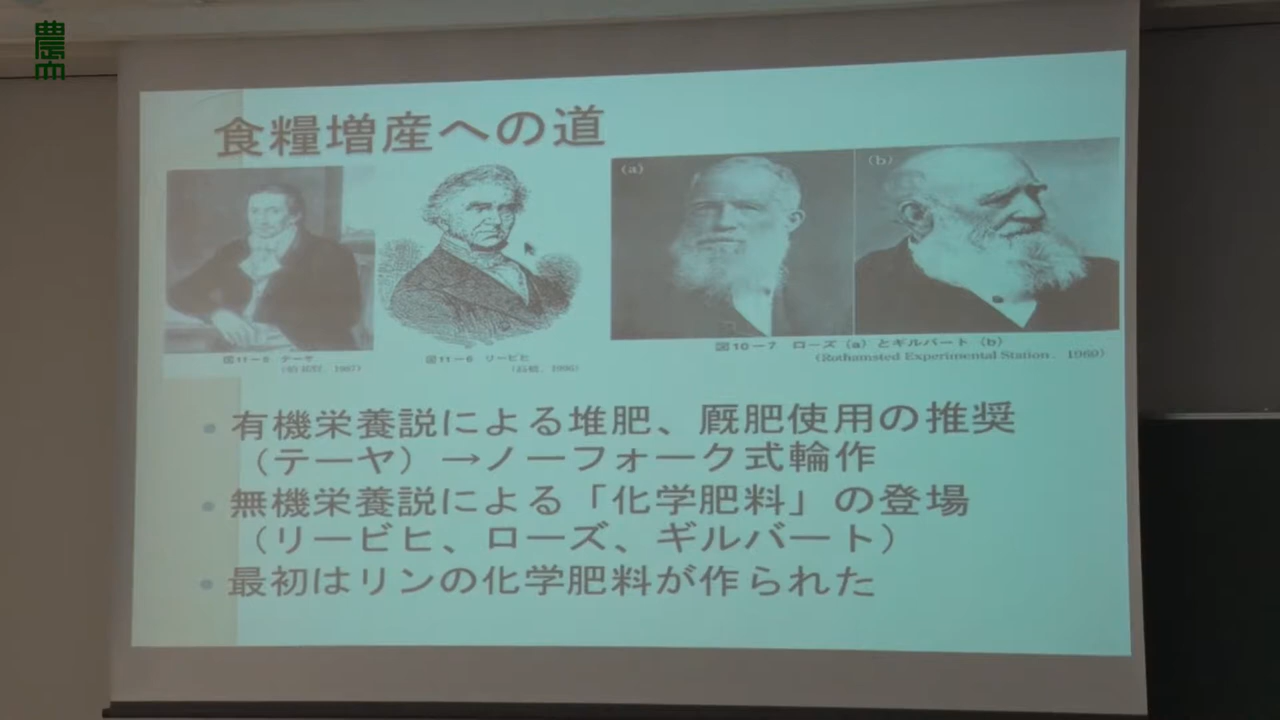 農大
食糧増産への道
(a)
(b)
テーヤ
図11－6 リービヒ
図10－7 ローズ (a) とギルバート (b)
(Rothamsted Experimental Station, 1969)
・有機栄養説による堆肥、厩肥使用の推奨
（テーヤ）→ノーフォーク式輪作
・無機栄養説による「化学肥料」の登場
（リービヒ、ローズ、ギルバート）
・最初はリンの化学肥料が作られた